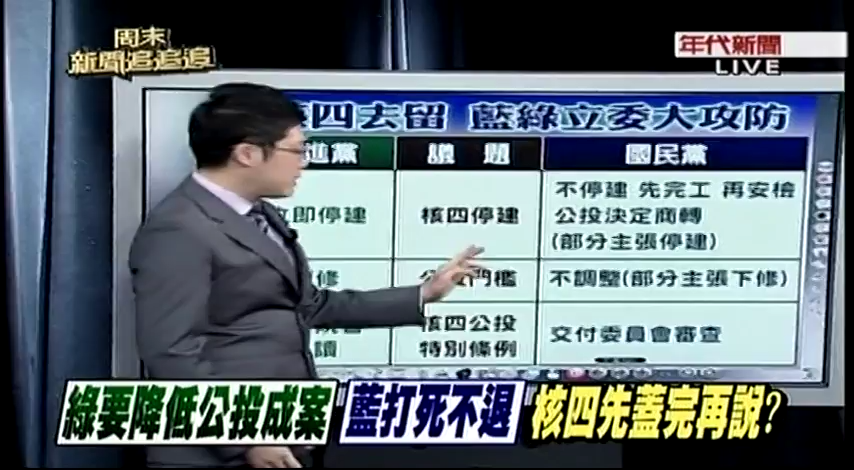 周末
新聞追追追
年代新聞
LIVE
四去留 藍綠立委大攻防
進黨 議題 國民黨
即停建 核四停建 不停建 先完工 再安檢
公投決定商轉
(部分主張停建)
修 公投門檻 不調整(部分主張下修)
核四公投
特別條例 交付委員會審查
讀
綠要降低公投成案 藍打死不退 核四先蓋完再說?